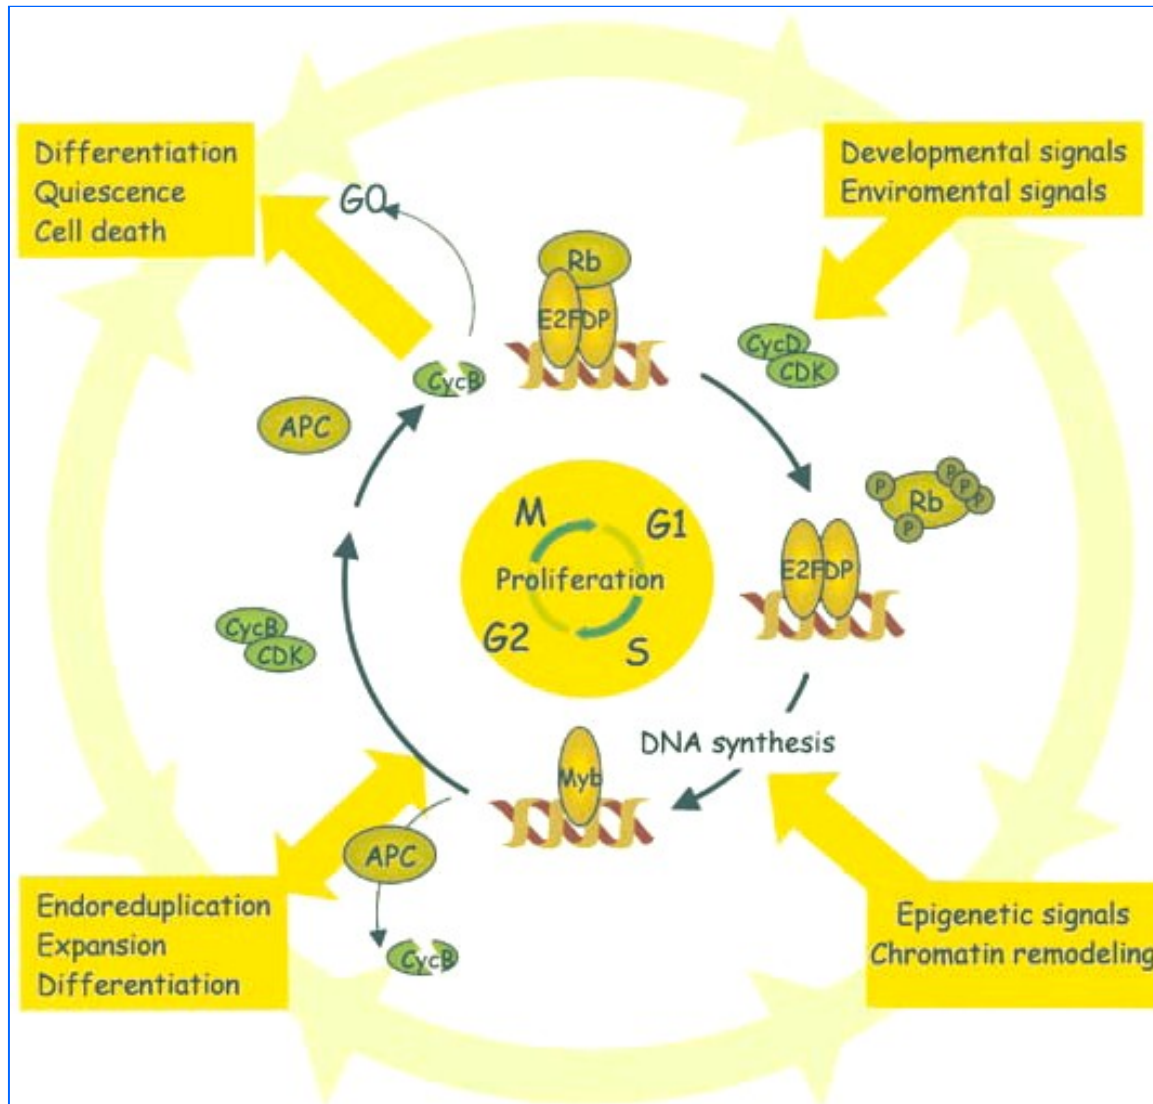 Differentiation
Quiescence
Cell death
Developmental signals
Enviromental signals
GO
Rb
E2F DP
CycD
CDK
CycB
APC
P
Rb
P
P
P
P
M
G1
Proliferation
G2
S
E2F DP
CycB
CDK
DNA synthesis
Myb
APC
CycB
Endoreduplication
Expansion
Differentiation
Epigenetic signals
Chromatin remodeling